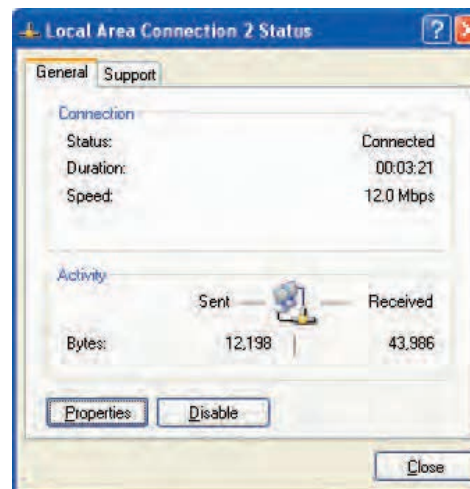 Local Area Connection 2 Status
General Support
Connection
Status: Connected
Duration: 00:03:21
Speed: 12.0 Mbps
Activity
Sent Received
Bytes: 12,198 43,986
Properties Disable
Close